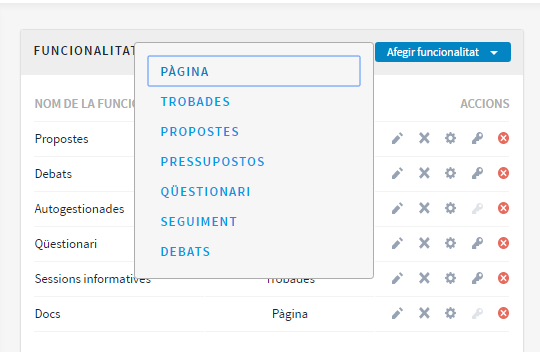 FUNCIONALITAT
Afegir funcionalitat
PÀGINA
TROBADES
PROPOSTES
PRESSUPOSTOS
QÜESTIONARI
SEGUIMENT
DEBATS
NOM DE LA FUNCIO
ACCIONS
Propostes
Debats
Autogestionades
Qüestionari
Sessions informatives Trobades
Docs Pàgina